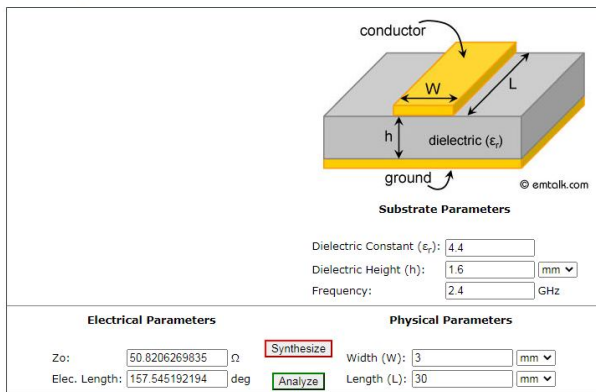 conductor
W
L
h
dielectric (εr)
ground
© emtalk.com
Substrate Parameters
Dielectric Constant (εr): 4.4
Dielectric Height (h): 1.6 mm
Frequency: 2.4 GHz
Electrical Parameters
Physical Parameters
Zo: 50.8206269835 Ω
Synthesize
Width (W): 3 mm
Elec. Length: 157.545192194 deg
Analyze
Length (L): 30 mm